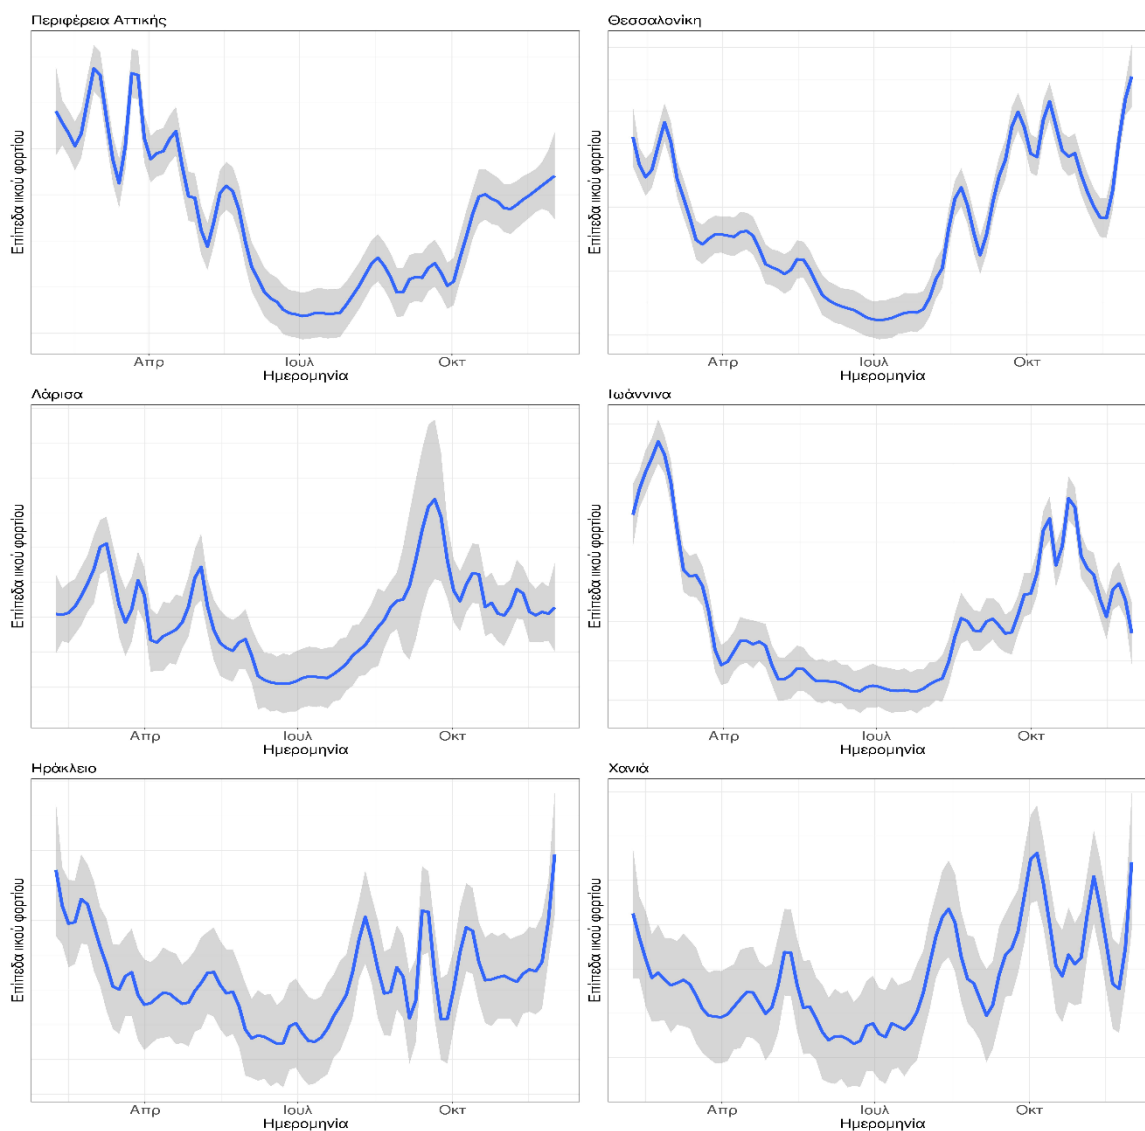 Περιφέρεια Αττικής
Επίπεδα ιικού φορτίου
Απρ Ιουλ Οκτ
Ημερομηνία
Θεσσαλονίκη
Επίπεδα ιικού φορτίου
Απρ Ιουλ Οκτ
Ημερομηνία
Λάρισα
Επίπεδα ιικού φορτίου
Απρ Ιουλ Οκτ
Ημερομηνία
Ιωάννινα
Επίπεδα ιικού φορτίου
Απρ Ιουλ Οκτ
Ημερομηνία
Ηράκλειο
Επίπεδα ιικού φορτίου
Απρ Ιουλ Οκτ
Ημερομηνία
Χανιά
Επίπεδα ιικού φορτίου
Απρ Ιουλ Οκτ
Ημερομηνία